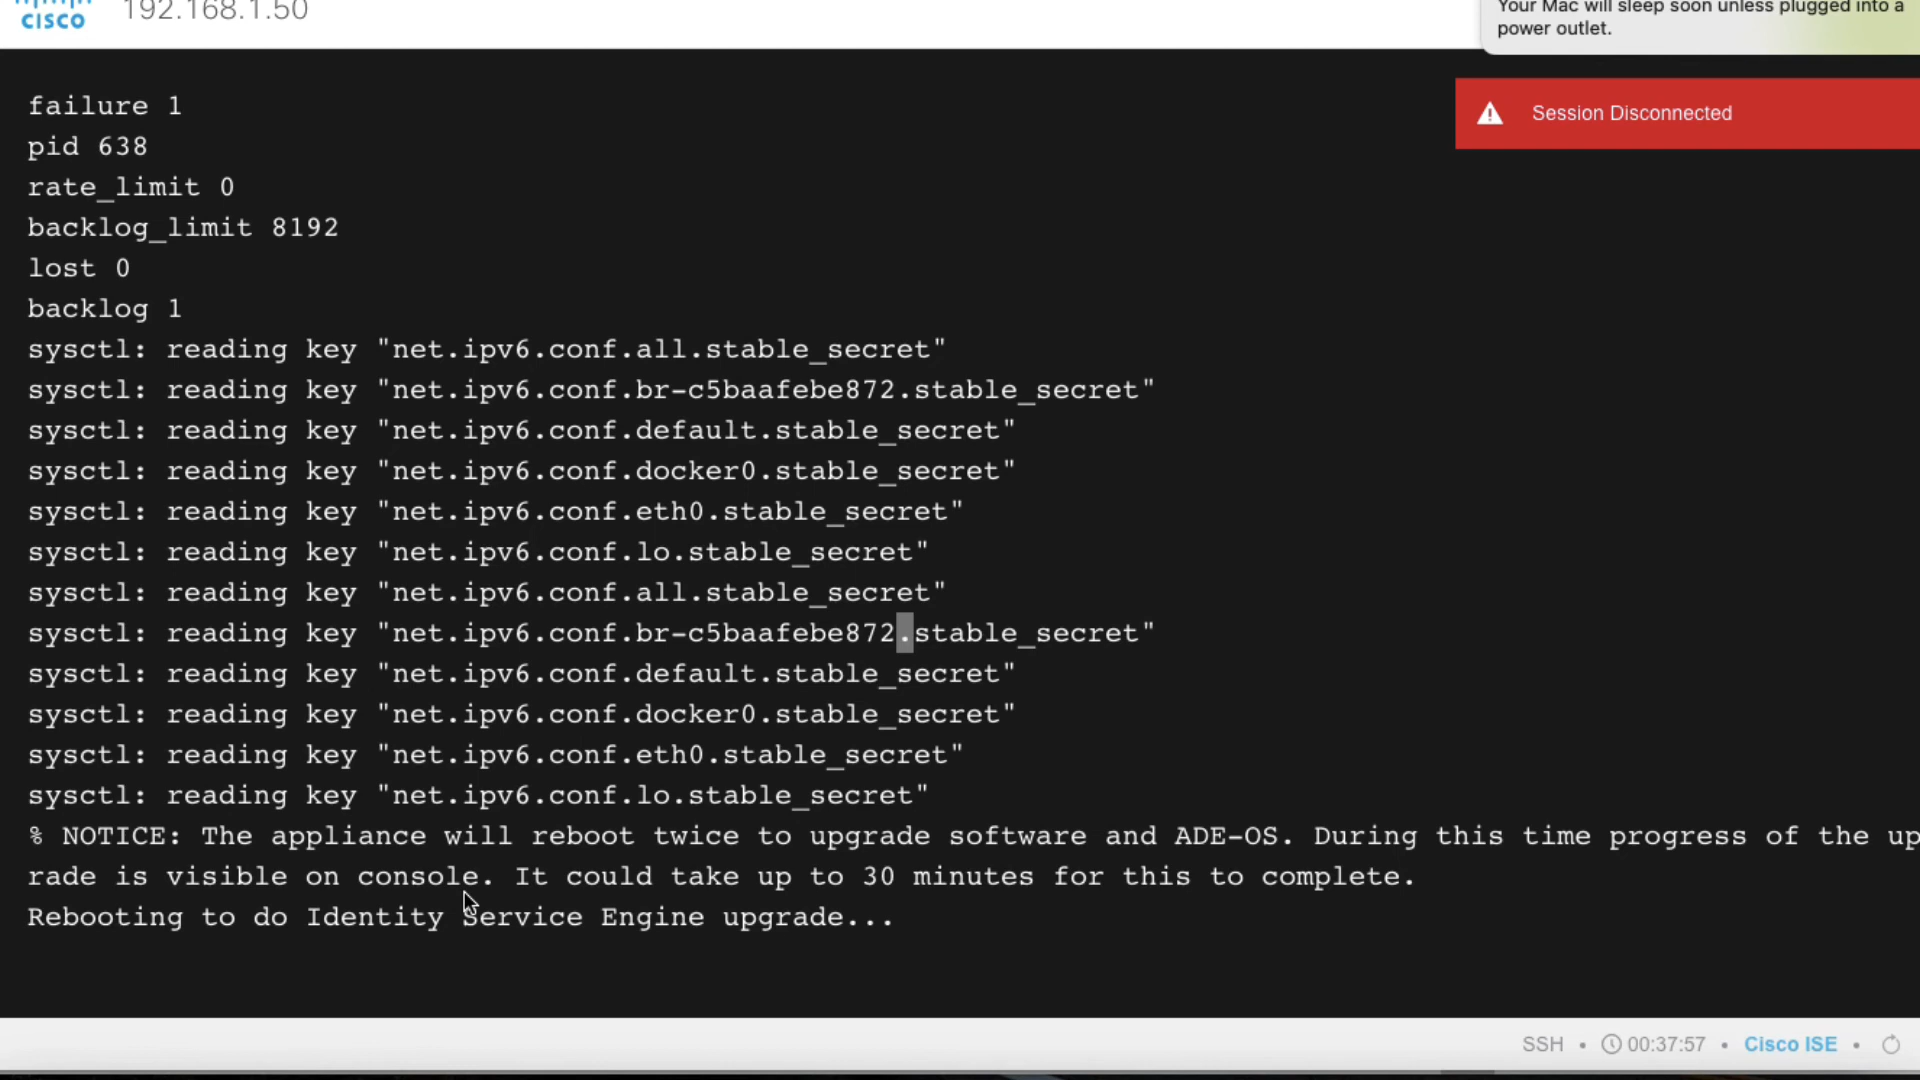 CISCO
192.168.1.50
Your Mac will sleep soon unless plugged into a
power outlet.
Session Disconnected
failure 1
pid 638
rate_limit 0
backlog_limit 8192
lost 0
backlog 1
sysctl: reading key "net.ipv6.conf.all.stable_secret"
sysctl: reading key "net.ipv6.conf.br-c5baafebe872.stable_secret"
sysctl: reading key "net.ipv6.conf.default.stable_secret"
sysctl: reading key "net.ipv6.conf.docker0.stable_secret"
sysctl: reading key "net.ipv6.conf.eth0.stable_secret"
sysctl: reading key "net.ipv6.conf.lo.stable_secret"
sysctl: reading key "net.ipv6.conf.all.stable_secret"
sysctl: reading key "net.ipv6.conf.br-c5baafebe872.stable_secret"
sysctl: reading key "net.ipv6.conf.default.stable_secret"
sysctl: reading key "net.ipv6.conf.docker0.stable_secret"
sysctl: reading key "net.ipv6.conf.eth0.stable_secret"
sysctl: reading key "net.ipv6.conf.lo.stable_secret"
% NOTICE: The appliance will reboot twice to upgrade software and ADE-OS. During this time progress of the up
rade is visible on console. It could take up to 30 minutes for this to complete.
Rebooting to do Identity Service Engine upgrade...
SSH • 00:37:57 • Cisco ISE •